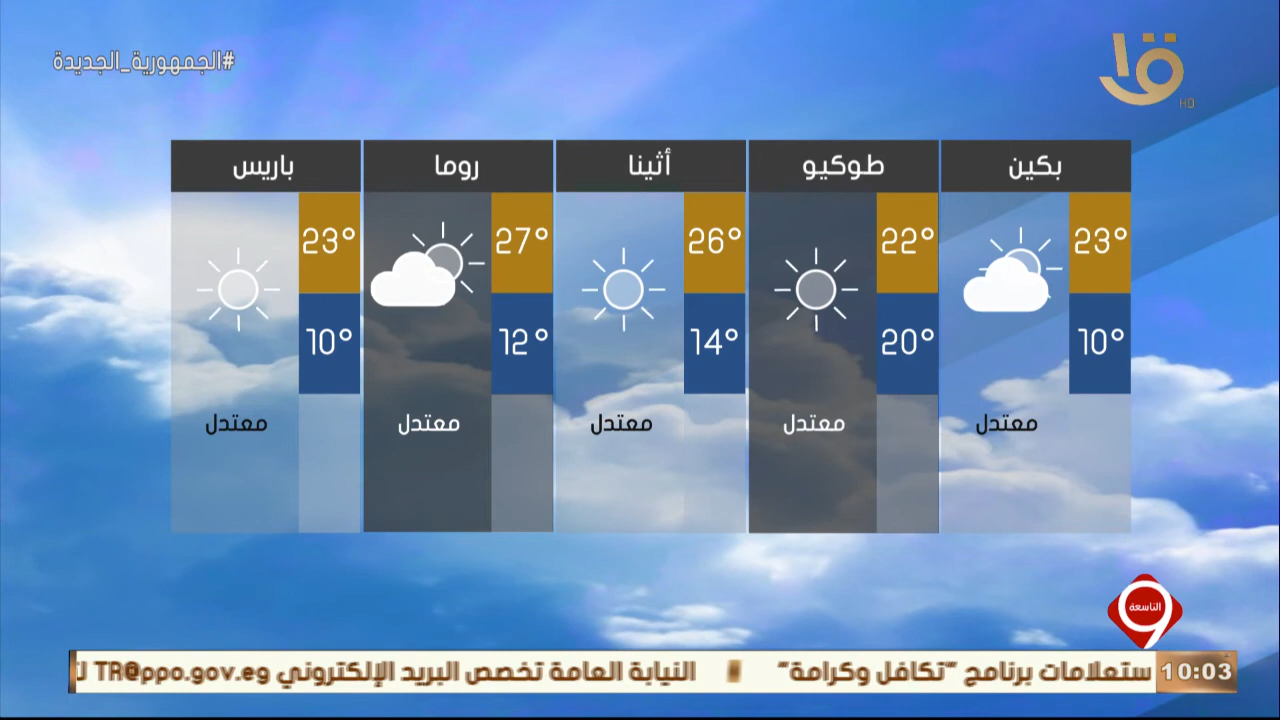 #الجمهورية_الجديدة
HD
بكين
23°
10°
معتدل
طوكيو
22°
20°
معتدل
أثينا
26°
14°
معتدل
روما
27°
12°
معتدل
باريس
23°
10°
معتدل
التاسعة
9
10:03
ستعلامات برنامج "تكافل وكرامة" النيابة العامة تخصص البريد الإلكتروني TR@ppo.gov.eg